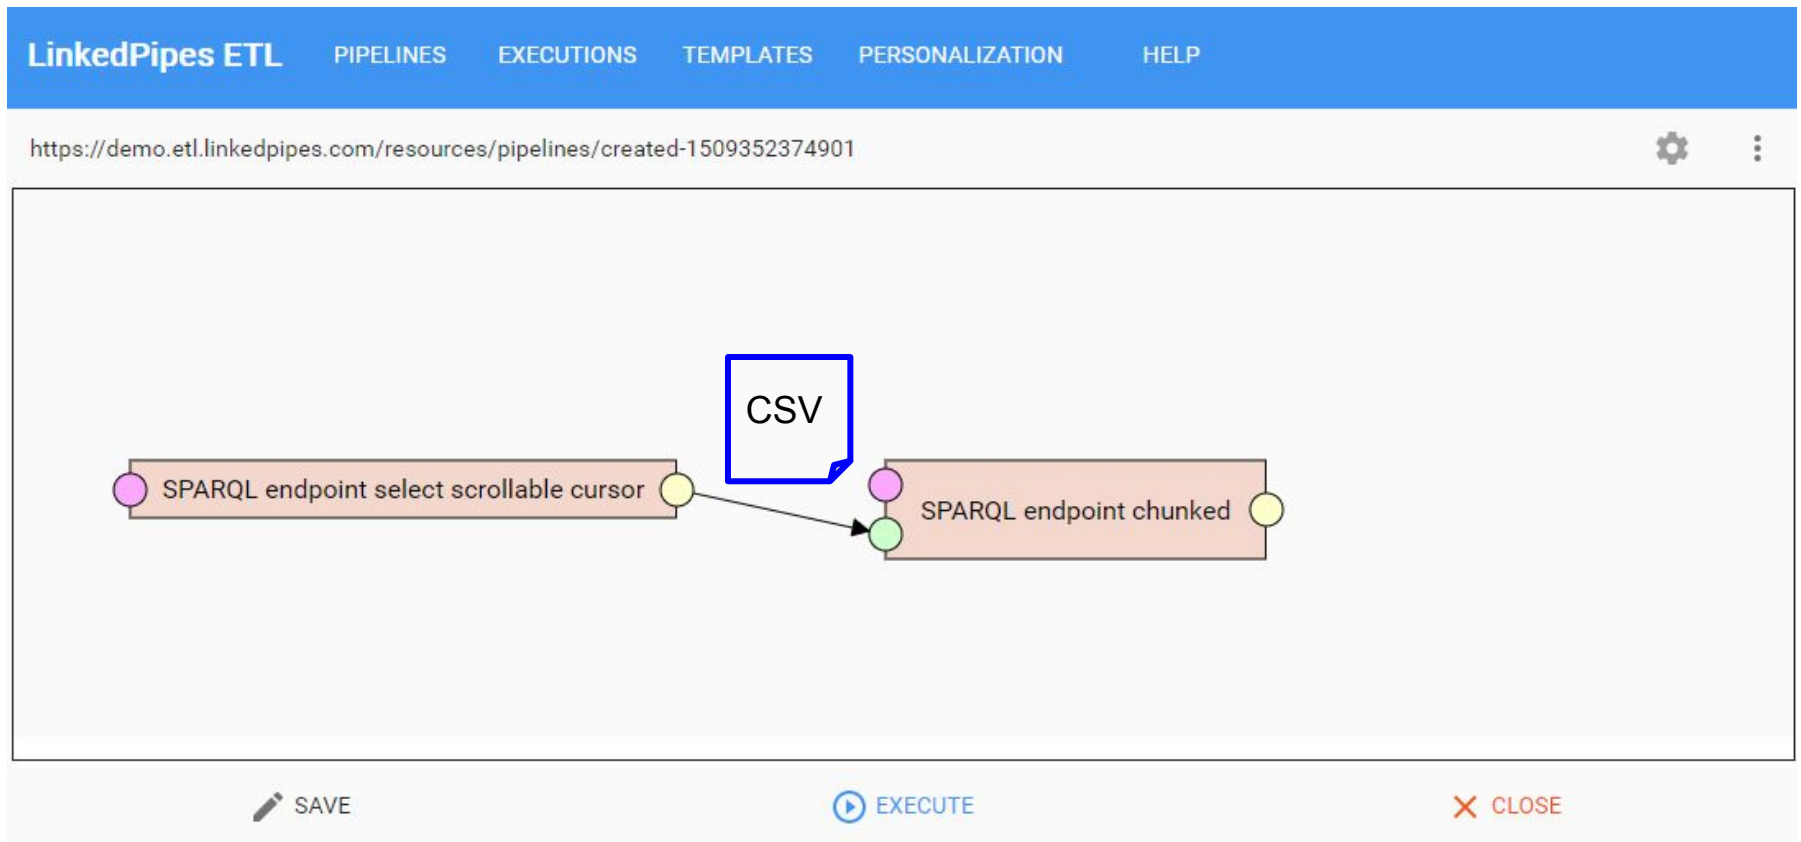 LinkedPipes ETL PIPELINES EXECUTIONS TEMPLATES PERSONALIZATION HELP
https://demo.etl.linkedpipes.com/resources/pipelines/created-1509352374901
CSV
SPARQL endpoint select scrollable cursor
SPARQL endpoint chunked
SAVE EXECUTE CLOSE